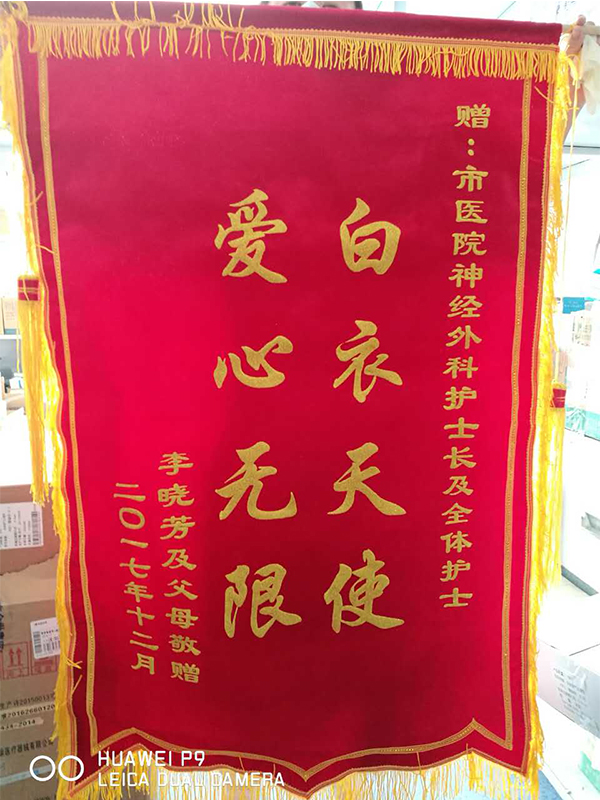 赠：市医院神经外科护士长及全体护士
白衣天使
爱心无限
李晓芳及父母敬赠
二〇一七年十二月
HUAWEI P9
LEICA DUAL CAMERA